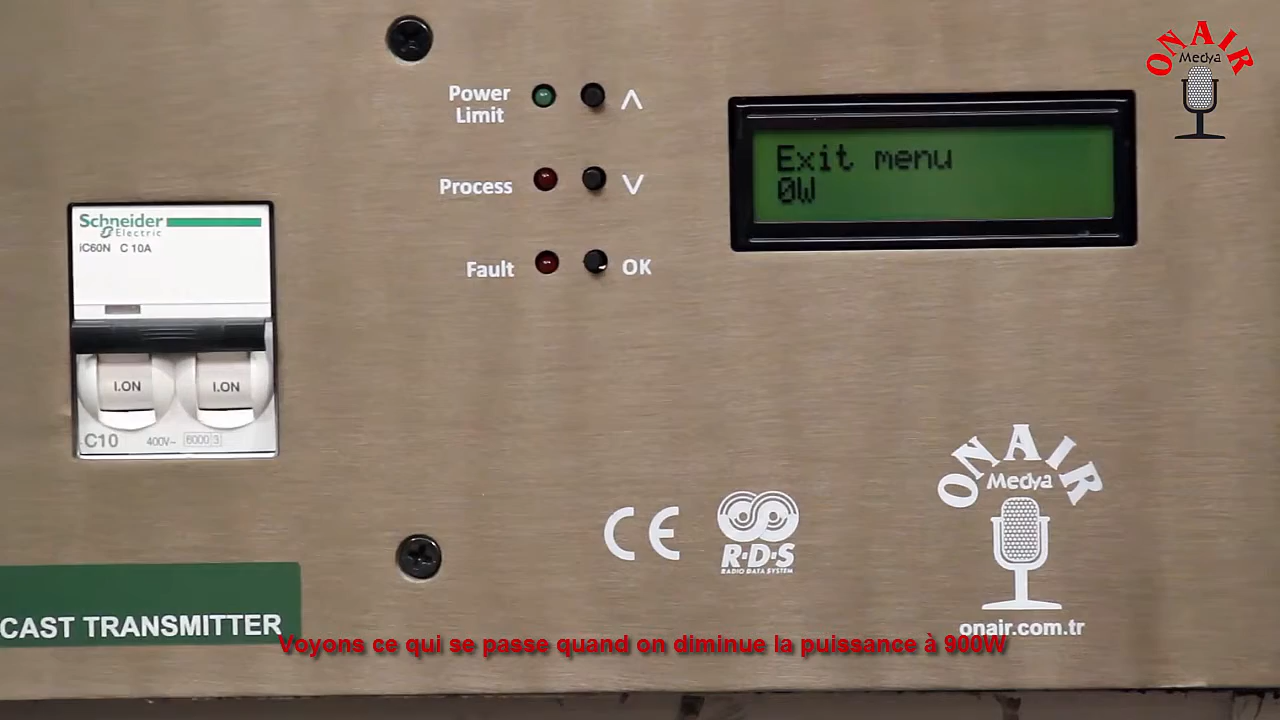 ONAIR
Medya
Power
Limit
Λ
Process
V
Fault
OK
Exit menu
0W
Schneider
Electric
iC60N C 10A
I.ON I.ON
C10 400V~ 6000 3
CE
R·D·S
RADIO DATA SYSTEM
ONAIR
Medya
onair.com.tr
CAST TRANSMITTER
Voyons ce qui se passe quand on diminue la puissance à 900W